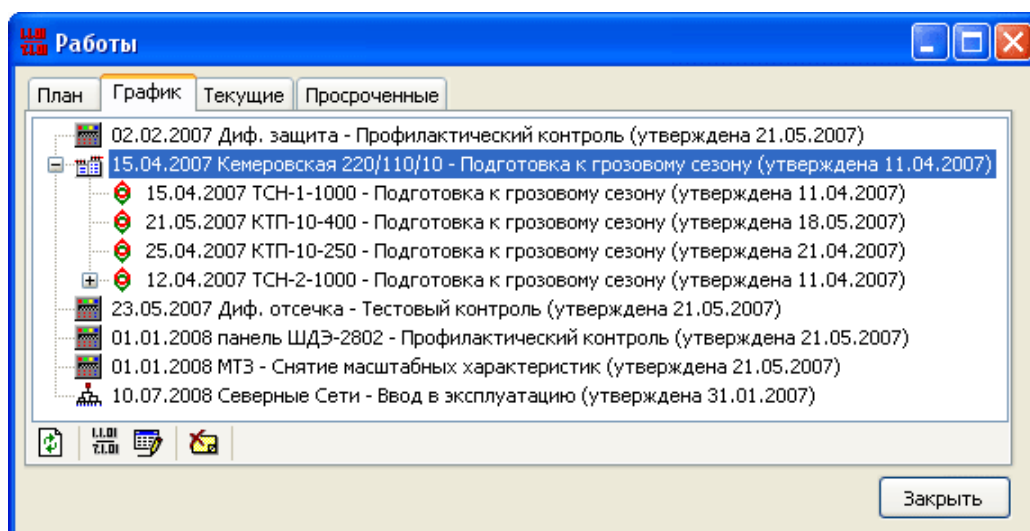 Работы
План График Текущие Просроченные
02.02.2007 Диф. защита - Профилактический контроль (утверждена 21.05.2007)
15.04.2007 Кемеровская 220/110/10 - Подготовка к грозовому сезону (утверждена 11.04.2007)
15.04.2007 ТСН-1-1000 - Подготовка к грозовому сезону (утверждена 11.04.2007)
21.05.2007 КТП-10-400 - Подготовка к грозовому сезону (утверждена 18.05.2007)
25.04.2007 КТП-10-250 - Подготовка к грозовому сезону (утверждена 21.04.2007)
12.04.2007 ТСН-2-1000 - Подготовка к грозовому сезону (утверждена 11.04.2007)
23.05.2007 Диф. отсечка - Тестовый контроль (утверждена 21.05.2007)
01.01.2008 панель ШДЭ-2802 - Профилактический контроль (утверждена 21.05.2007)
01.01.2008 МТЗ - Снятие масштабных характеристик (утверждена 21.05.2007)
10.07.2008 Северные Сети - Ввод в эксплуатацию (утверждена 31.01.2007)
1.1.01
7.1.01
Закрыть